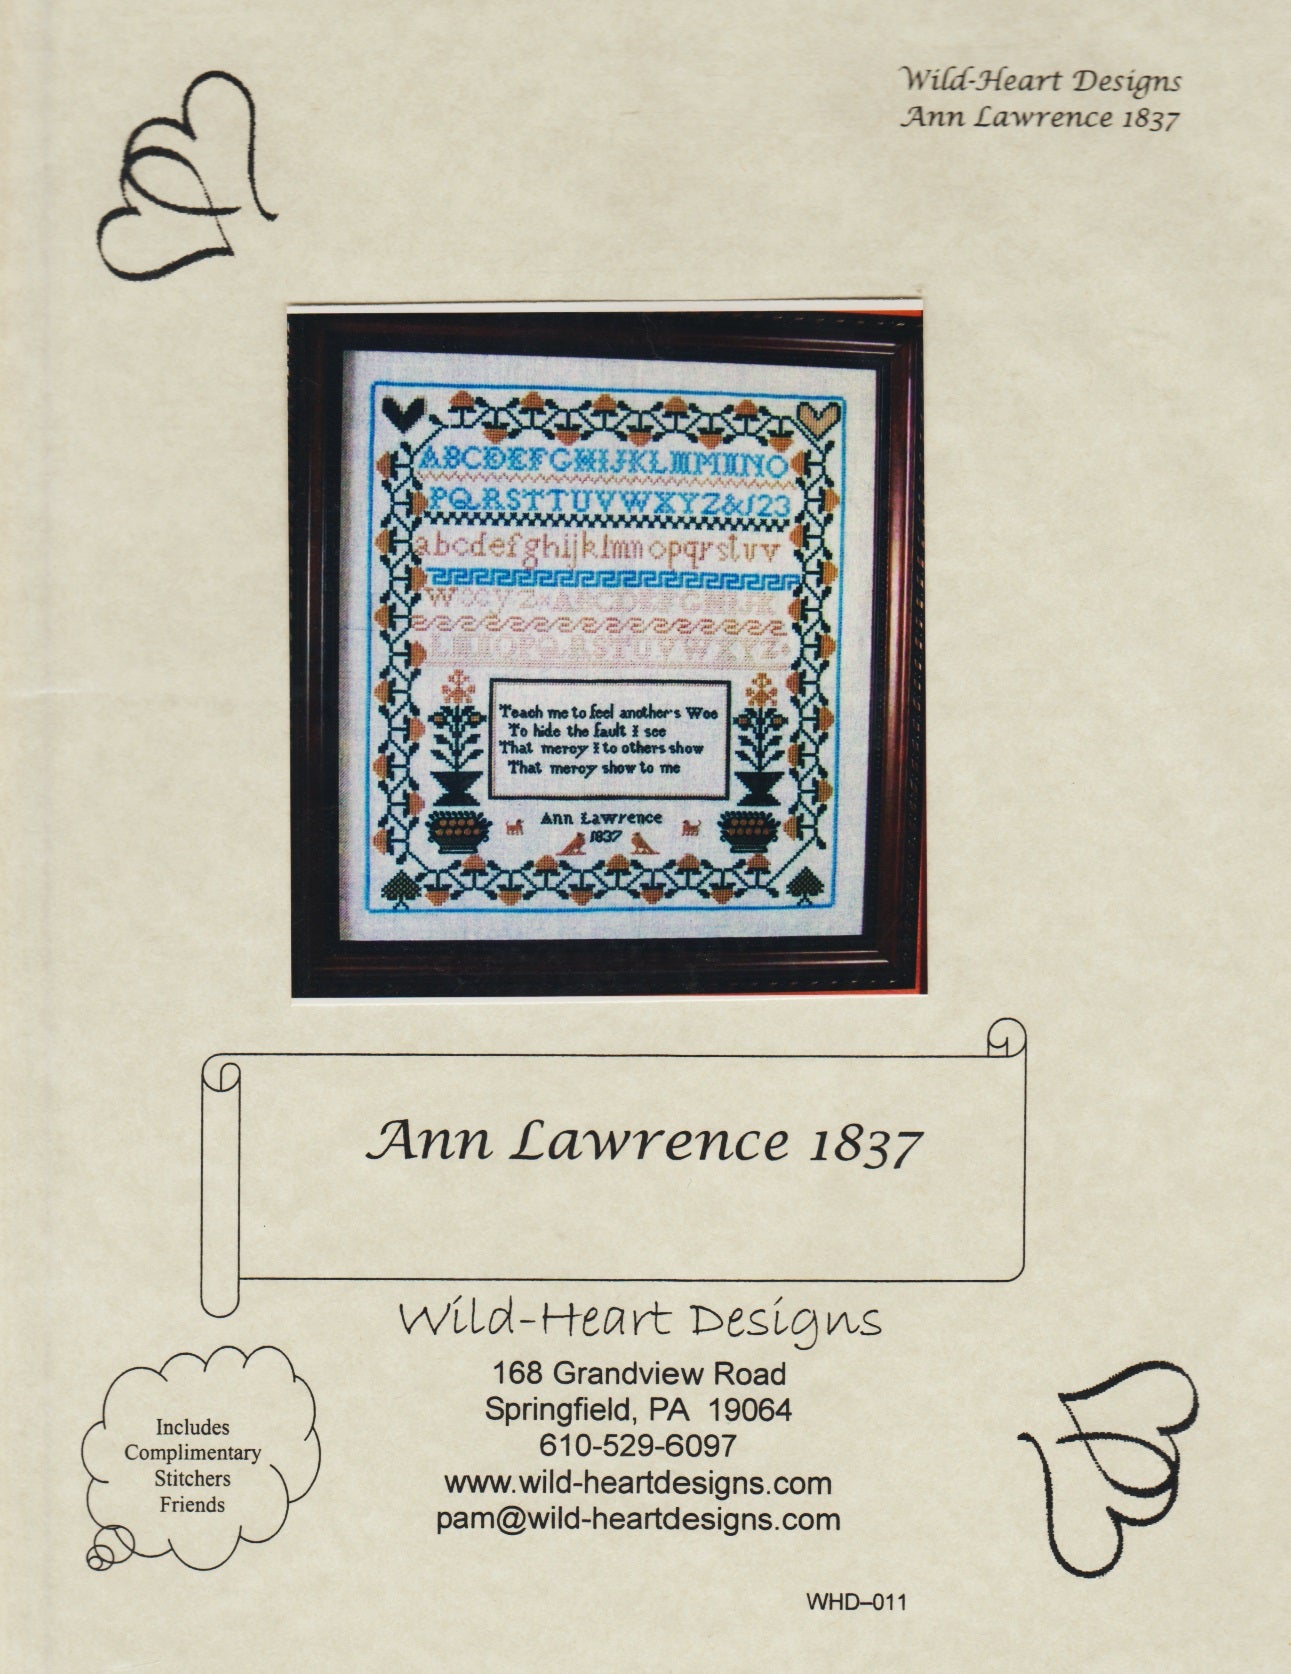 Wild-Heart Designs
Ann Lawrence 1837
ABCDEFGHIJKLMNO
PQRSTTUVWXYZ&123
abcdefghijklmnopqrstuv
ABCDEFGHIJK
OPQRSTUVWXYZ
Teach me to feel another's Woe
To hide the fault I see
That mercy I to others show
That mercy show to me
Ann Lawrence
1837
Ann Lawrence 1837
Wild-Heart Designs
168 Grandview Road
Springfield, PA 19064
610-529-6097
www.wild-heartdesigns.com
pam@wild-heartdesigns.com
Includes
Complimentary
Stitchers
Friends
WHD–011